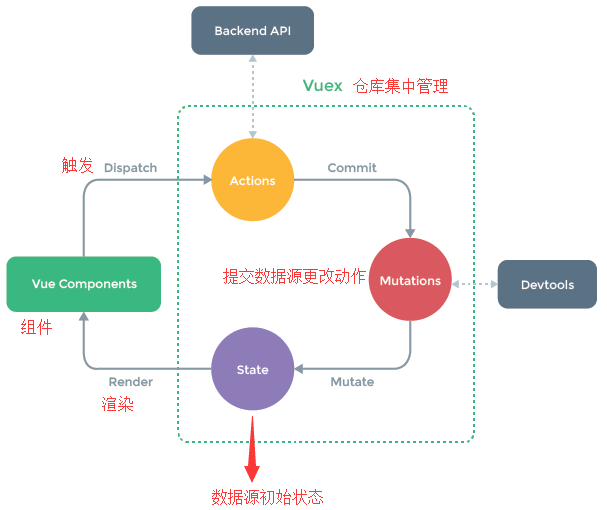 Backend API
Vuex 仓库集中管理
触发 Dispatch
Actions
Commit
提交数据源更改动作
Mutations
Devtools
Vue Components
组件
State
Render
渲染
Mutate
数据源初始状态